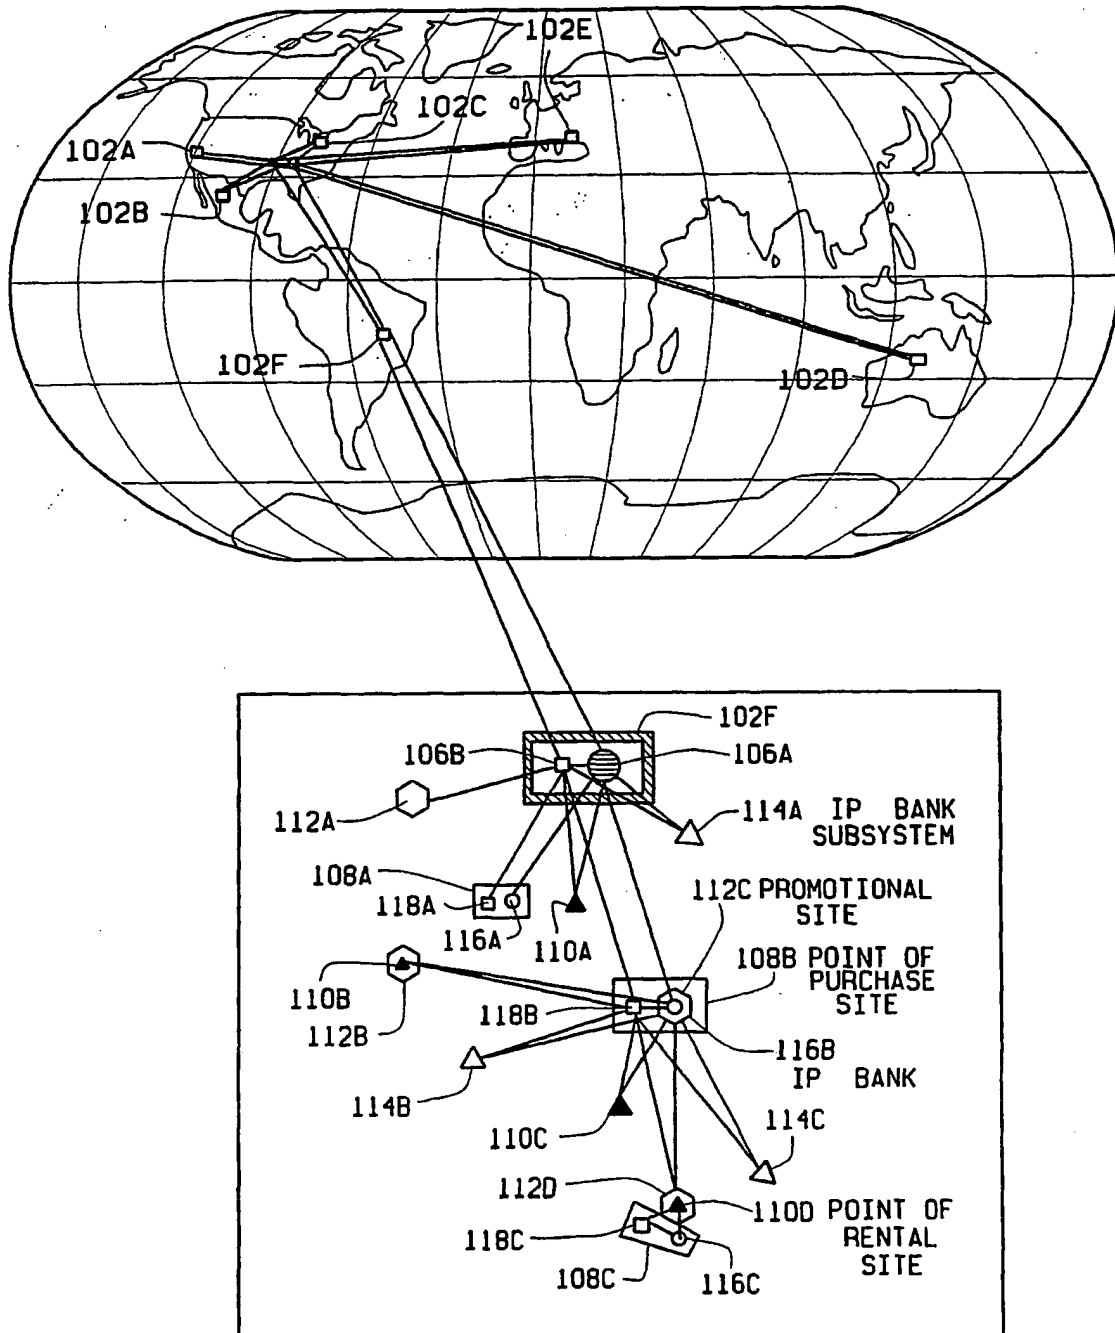 102E
102C
102A
102B
102F
102D
102F
106B
106A
112A
114A IP BANK
SUBSYSTEM
108A
118A
116A
110A
112C PROMOTIONAL
SITE
110B
112B
118B
108B POINT OF
PURCHASE
SITE
116B
IP BANK
114B
110C
114C
112D
110D POINT OF
RENTAL
SITE
118C
108C
116C